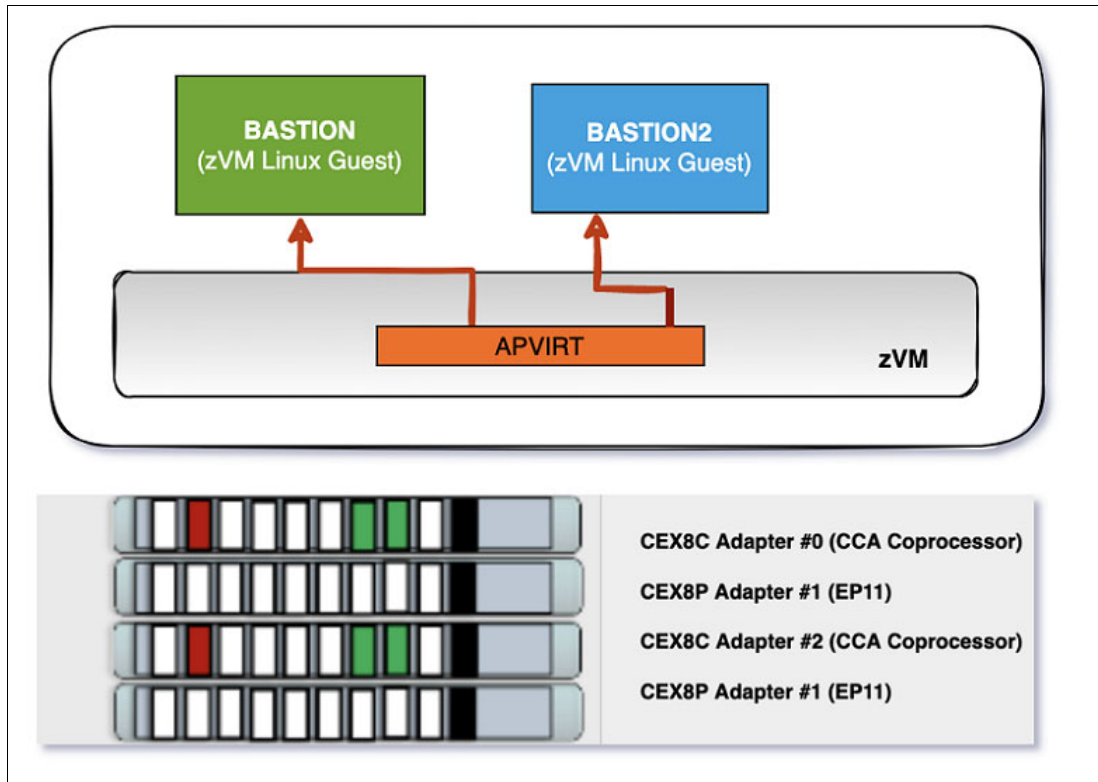 BASTION
(zVM Linux Guest)
BASTION2
(zVM Linux Guest)
APVIRT
zVM
CEX8C Adapter #0 (CCA Coprocessor)
CEX8P Adapter #1 (EP11)
CEX8C Adapter #2 (CCA Coprocessor)
CEX8P Adapter #1 (EP11)